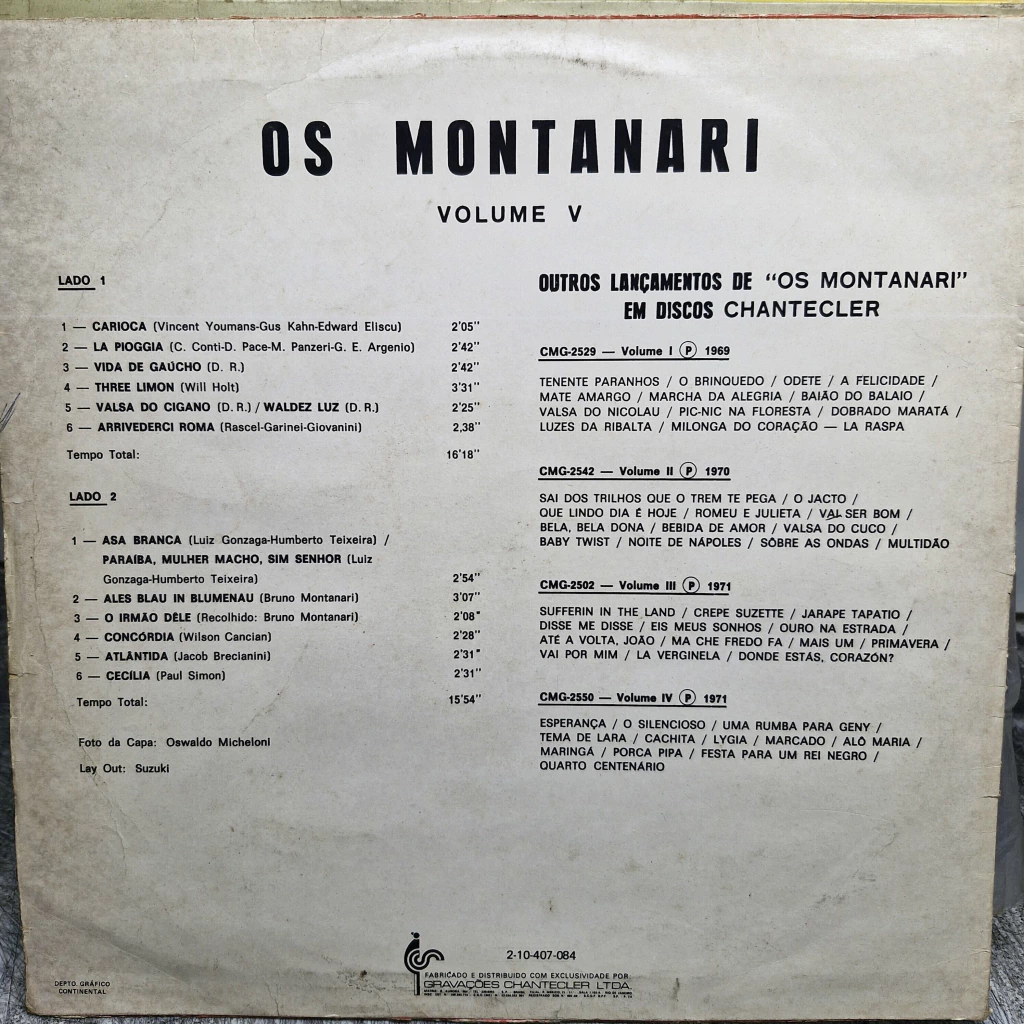 OS MONTANARI
VOLUME V
LADO 1
1 — CARIOCA (Vincent Youmans-Gus Kahn-Edward Eliscu) 2'05"
2 — LA PIOGGIA (C. Conti-D. Pace-M. Panzeri-G. E. Argenio) 2'42"
3 — VIDA DE GAÚCHO (D. R.) 2'42"
4 — THREE LIMON (Will Holt) 3'31"
5 — VALSA DO CIGANO (D. R.) / WALDEZ LUZ (D. R.) 2'25"
6 — ARRIVEDERCI ROMA (Rascel-Garinei-Giovanini) 2,38"
Tempo Total: 16'18"
LADO 2
1 — ASA BRANCA (Luiz Gonzaga-Humberto Teixeira) /
PARAÍBA, MULHER MACHO, SIM SENHOR (Luiz
Gonzaga-Humberto Teixeira) 2'54"
2 — ALES BLAU IN BLUMENAU (Bruno Montanari) 3'07"
3 — O IRMÃO DÊLE (Recolhido: Bruno Montanari) 2'08"
4 — CONCÓRDIA (Wilson Cancian) 2'28"
5 — ATLÂNTIDA (Jacob Brecianini) 2'31"
6 — CECÍLIA (Paul Simon) 2'31"
Tempo Total: 15'54"
Foto da Capa: Oswaldo Micheloni
Lay Out: Suzuki
OUTROS LANÇAMENTOS DE "OS MONTANARI"
EM DISCOS CHANTECLER
CMG-2529 — Volume I Ⓟ 1969
TENENTE PARANHOS / O BRINQUEDO / ODETE / A FELICIDADE /
MATE AMARGO / MARCHA DA ALEGRIA / BAIÃO DO BALAIO /
VALSA DO NICOLAU / PIC-NIC NA FLORESTA / DOBRADO MARATÁ /
LUZES DA RIBALTA / MILONGA DO CORAÇÃO — LA RASPA
CMG-2542 — Volume II Ⓟ 1970
SAI DOS TRILHOS QUE O TREM TE PEGA / O JACTO /
QUE LINDO DIA É HOJE / ROMEU E JULIETA / VAI SER BOM /
BELA, BELA DONA / BEBIDA DE AMOR / VALSA DO CUCO /
BABY TWIST / NOITE DE NÁPOLES / SÔBRE AS ONDAS / MULTIDÃO
CMG-2502 — Volume III Ⓟ 1971
SUFFERIN IN THE LAND / CREPE SUZETTE / JARAPE TAPATIO /
DISSE ME DISSE / EIS MEUS SONHOS / OURO NA ESTRADA /
ATÉ A VOLTA, JOÃO / MA CHE FREDO FA / MAIS UM / PRIMAVERA /
VAI POR MIM / LA VERGINELA / DONDE ESTÁS, CORAZÓN?
CMG-2550 — Volume IV Ⓟ 1971
ESPERANÇA / O SILENCIOSO / UMA RUMBA PARA GENY /
TEMA DE LARA / CACHITA / LYGIA / MARCADO / ALÔ MARIA /
MARINGÁ / PORCA PIPA / FESTA PARA UM REI NEGRO /
QUARTO CENTENÁRIO
2-10-407-084
FABRICADO E DISTRIBUIDO COM EXCLUSIVIDADE POR:
GRAVAÇÕES CHANTECLER LTDA.
DEPTO. GRÁFICO
CONTINENTAL